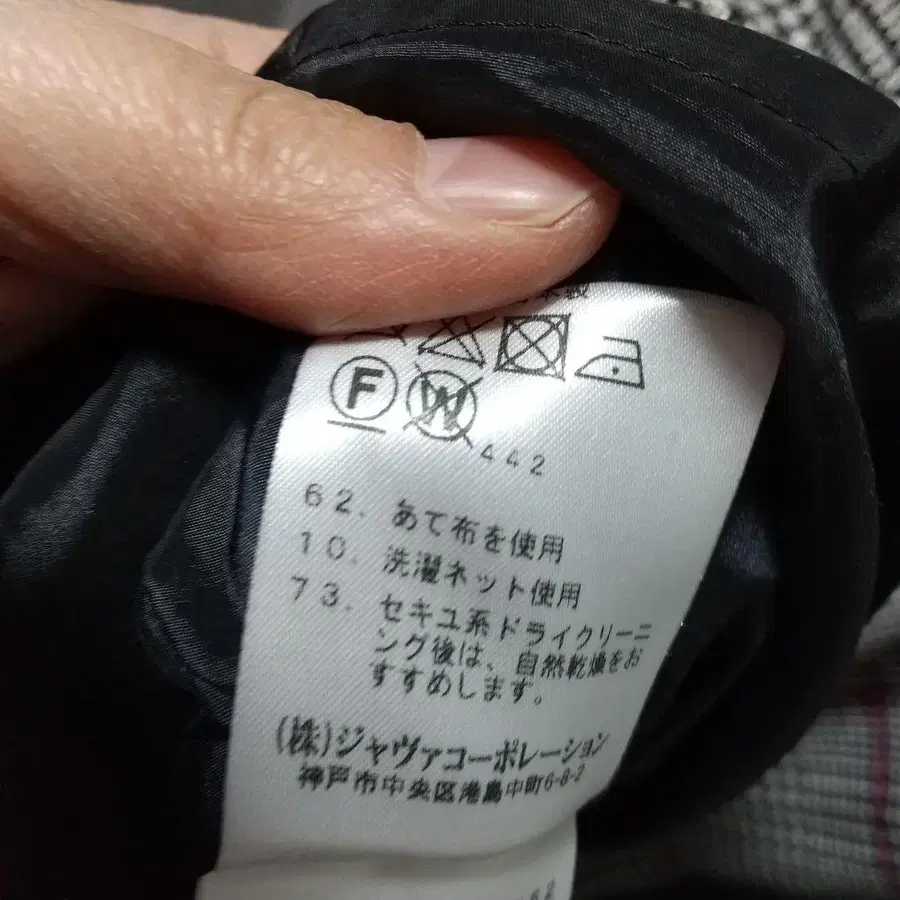 本製
F W
442
62. あて布を使用
10. 洗濯ネット使用
73. セキユ系ドライクリーニ
ング後は、自然乾燥をお
すすめします。
(株)ジャヴァコーポレーション
神戸市中央区港島中町6-8-2